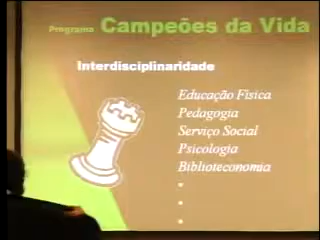 Programa Campeões da Vida
Interdisciplinaridade
Educação Física
Pedagogia
Serviço Social
Psicologia
Biblioteconomia